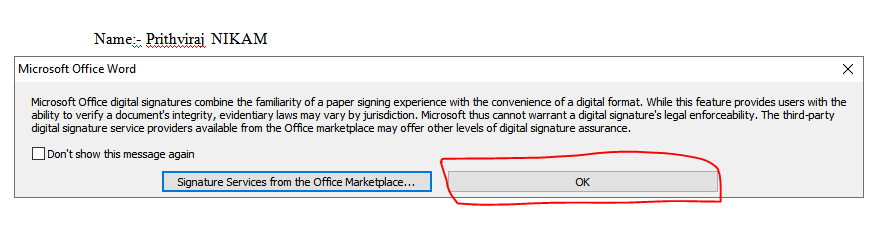 Name:- Prithviraj NIKAM
Microsoft Office Word
Microsoft Office digital signatures combine the familiarity of a paper signing experience with the convenience of a digital format. While this feature provides users with the
ability to verify a document's integrity, evidentiary laws may vary by jurisdiction. Microsoft thus cannot warrant a digital signature's legal enforceability. The third-party
digital signature service providers available from the Office marketplace may offer other levels of digital signature assurance.
Don't show this message again
Signature Services from the Office Marketplace... OK